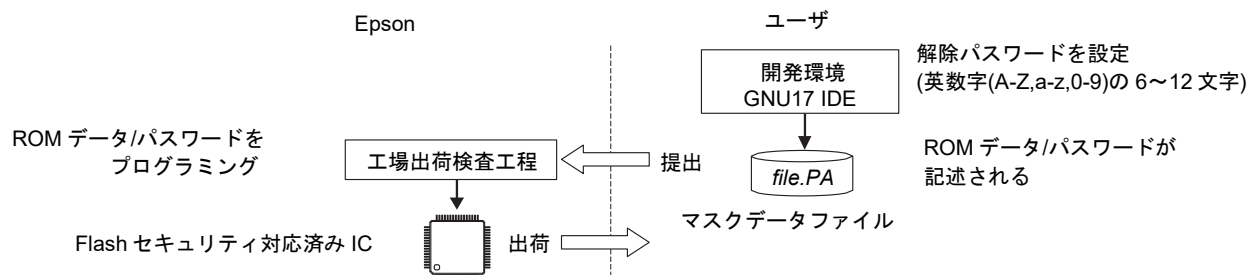 Epson
ユーザ
解除パスワードを設定
(英数字(A-Z,a-z,0-9)の 6～12 文字)
開発環境
GNU17 IDE
ROM データ/パスワードを
プログラミング
工場出荷検査工程
提出
file.PA
ROM データ/パスワードが
記述される
マスクデータファイル
Flash セキュリティ対応済み IC
出荷